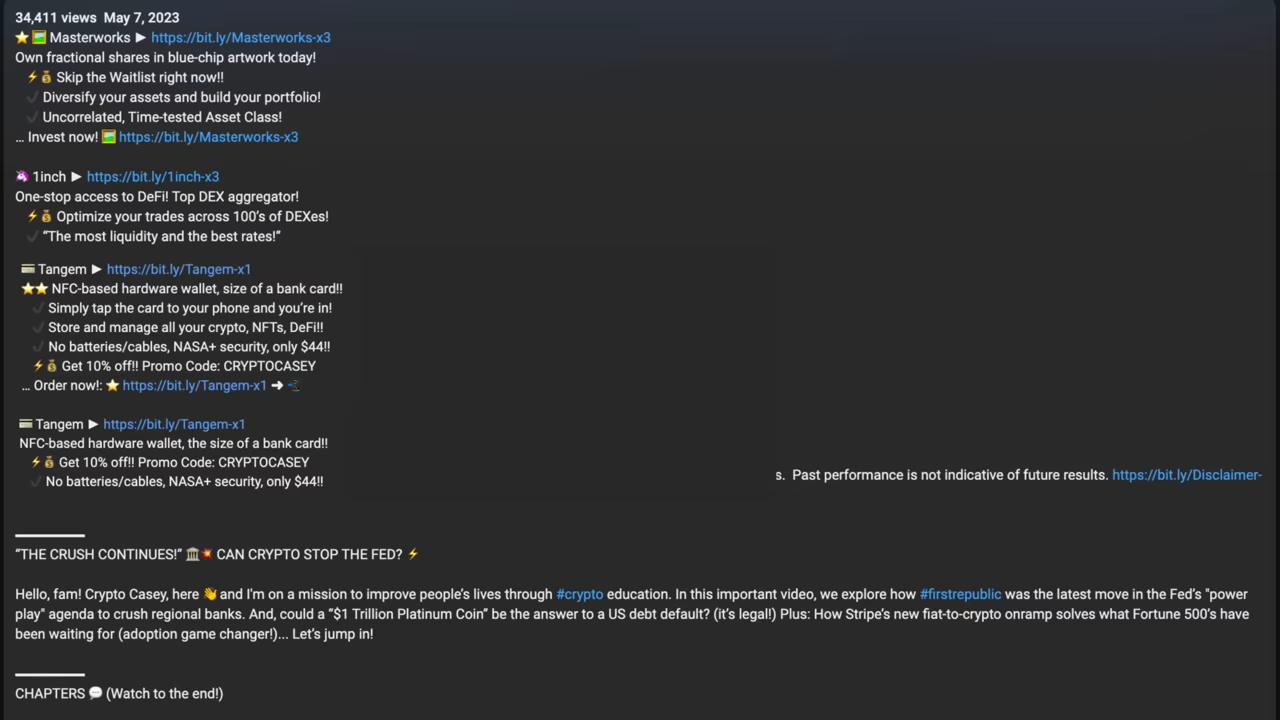 34,411 views May 7, 2023
⭐🖼️ Masterworks ► https://bit.ly/Masterworks-x3
Own fractional shares in blue-chip artwork today!
⚡💰 Skip the Waitlist right now!!
✓ Diversify your assets and build your portfolio!
✓ Uncorrelated, Time-tested Asset Class!
… Invest now! 🖼️ https://bit.ly/Masterworks-x3
🦄 1inch ► https://bit.ly/1inch-x3
One-stop access to DeFi! Top DEX aggregator!
⚡💰 Optimize your trades across 100’s of DEXes!
✓ “The most liquidity and the best rates!”
💳 Tangem ► https://bit.ly/Tangem-x1
⭐⭐ NFC-based hardware wallet, size of a bank card!!
✓ Simply tap the card to your phone and you’re in!
✓ Store and manage all your crypto, NFTs, DeFi!!
✓ No batteries/cables, NASA+ security, only $44!!
⚡💰 Get 10% off!! Promo Code: CRYPTOCASEY
… Order now!: ⭐ https://bit.ly/Tangem-x1 ➜ 📲
💳 Tangem ► https://bit.ly/Tangem-x1
NFC-based hardware wallet, the size of a bank card!!
⚡💰 Get 10% off!! Promo Code: CRYPTOCASEY
s. Past performance is not indicative of future results. https://bit.ly/Disclaimer-
✓ No batteries/cables, NASA+ security, only $44!!
“THE CRUSH CONTINUES!” 🏛️💥 CAN CRYPTO STOP THE FED? ⚡
Hello, fam! Crypto Casey, here 👋 and I'm on a mission to improve people’s lives through #crypto education. In this important video, we explore how #firstrepublic was the latest move in the Fed’s "power
play" agenda to crush regional banks. And, could a “$1 Trillion Platinum Coin” be the answer to a US debt default? (it’s legal!) Plus: How Stripe’s new fiat-to-crypto onramp solves what Fortune 500’s have
been waiting for (adoption game changer!)... Let’s jump in!
CHAPTERS 💬 (Watch to the end!)